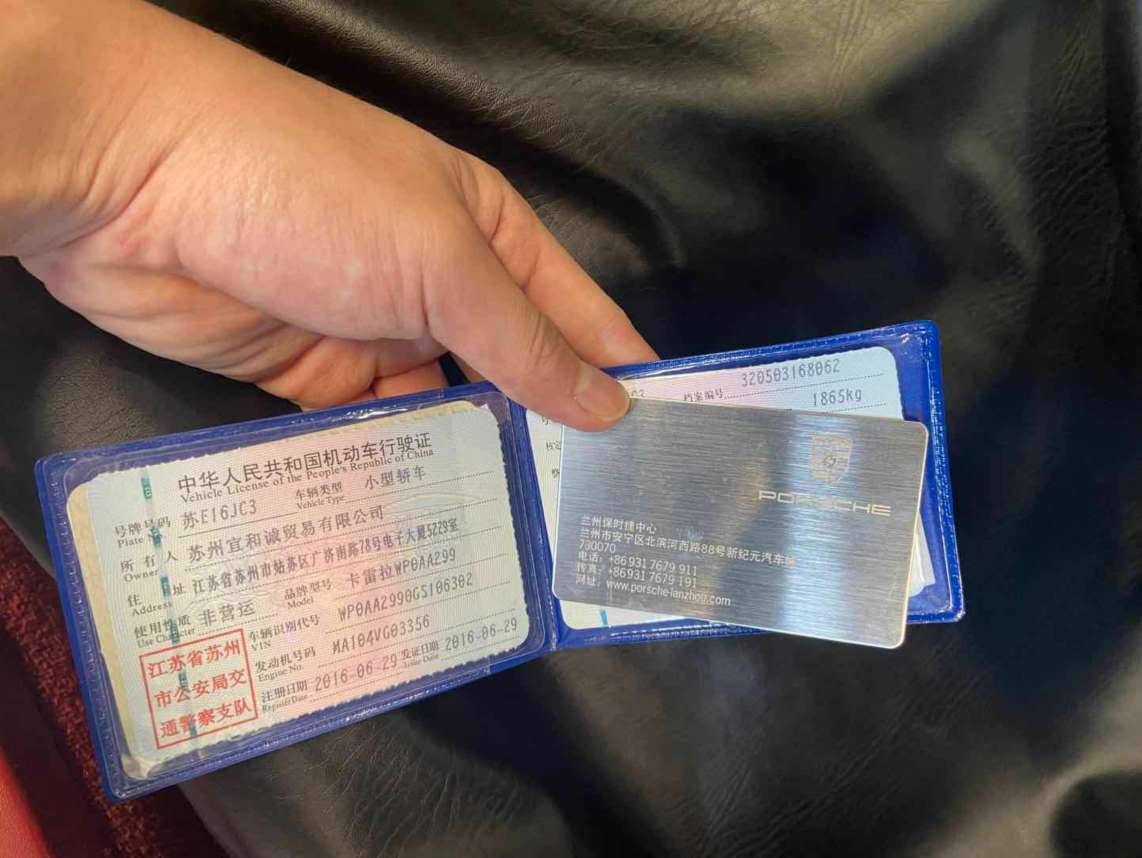 中华人民共和国机动车行驶证
Vehicle License of the People's Republic of China
号牌号码 苏E16JC3 车辆类型 小型轿车
Plate No. Vehicle Type
所有人 苏州宜和诚贸易有限公司
Owner
住址 江苏省苏州市姑苏区广济南路78号电子大厦5229室
Address
使用性质 非营运 品牌型号 卡雷拉WP0AA299
Use Character Model
车辆识别代号 WP0AA2990GS106302
VIN
发动机号码 MA104VG03356
Engine No.
注册日期 2016-06-29 发证日期 2016-06-29
Register Date Issue Date
江苏省苏州
市公安局交
通警察支队
档案编号 320503168062
1865kg
PORSCHE
兰州保时捷中心
兰州市安宁区北滨河西路88号新纪元汽车
730070
电话：+86 931 7679 911
传真：+86 931 7679 191
网址：www.porsche-lanzhou.com